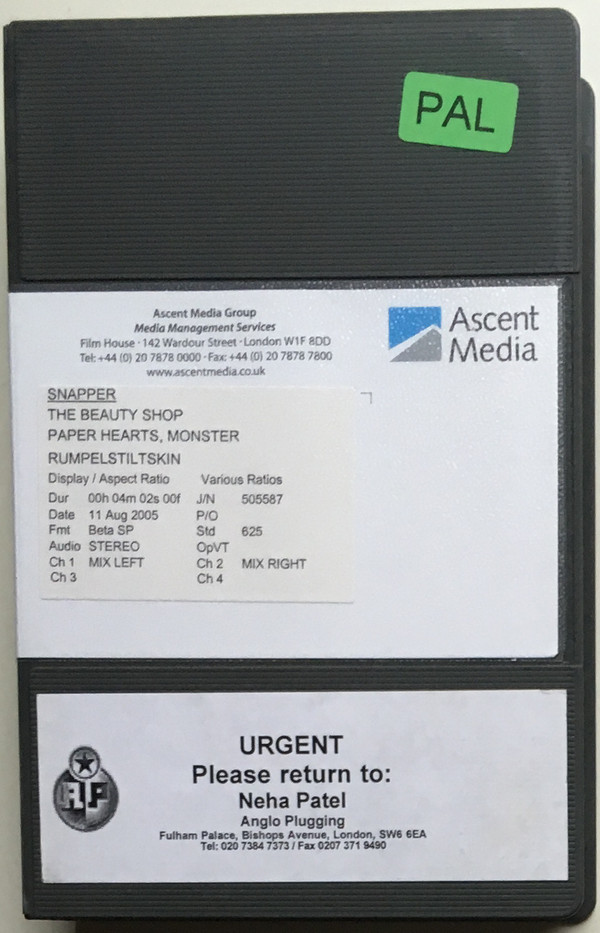 PAL
Ascent Media Group
Media Management Services
Film House · 142 Wardour Street · London W1F 8DD
Tel: +44 (0) 20 7878 0000 · Fax: +44 (0) 20 7878 7800
www.ascentmedia.co.uk
Ascent
Media
SNAPPER
THE BEAUTY SHOP
PAPER HEARTS, MONSTER
RUMPELSTILTSKIN
Display / Aspect Ratio Various Ratios
Dur 00h 04m 02s 00f J/N 505587
Date 11 Aug 2005 P/O
Fmt Beta SP Std 625
Audio STEREO OpVT
Ch 1 MIX LEFT Ch 2 MIX RIGHT
Ch 3 Ch 4
URGENT
Please return to:
AP
Neha Patel
Anglo Plugging
Fulham Palace, Bishops Avenue, London, SW6 6EA
Tel: 020 7384 7373 / Fax 0207 371 9490